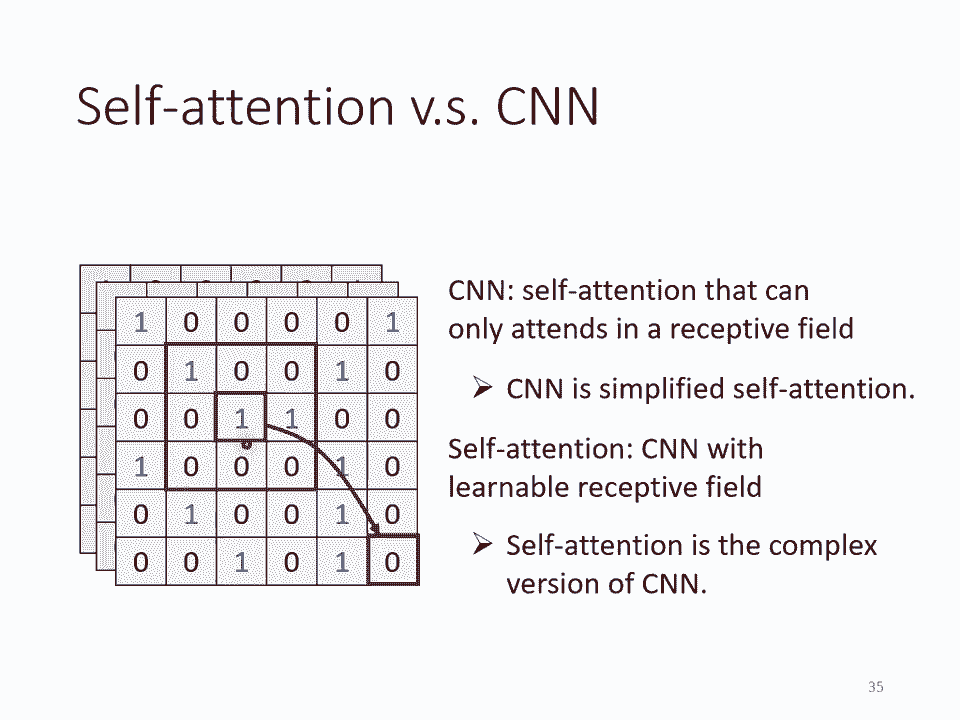 Self-attention v.s. CNN
1 0 0 0 0 1
0 1 0 0 1 0
0 0 1 1 0 0
1 0 0 0 1 0
0 1 0 0 1 0
0 0 1 0 1 0
CNN: self-attention that can
only attends in a receptive field
➢ CNN is simplified self-attention.
Self-attention: CNN with
learnable receptive field
➢ Self-attention is the complex
version of CNN.
35